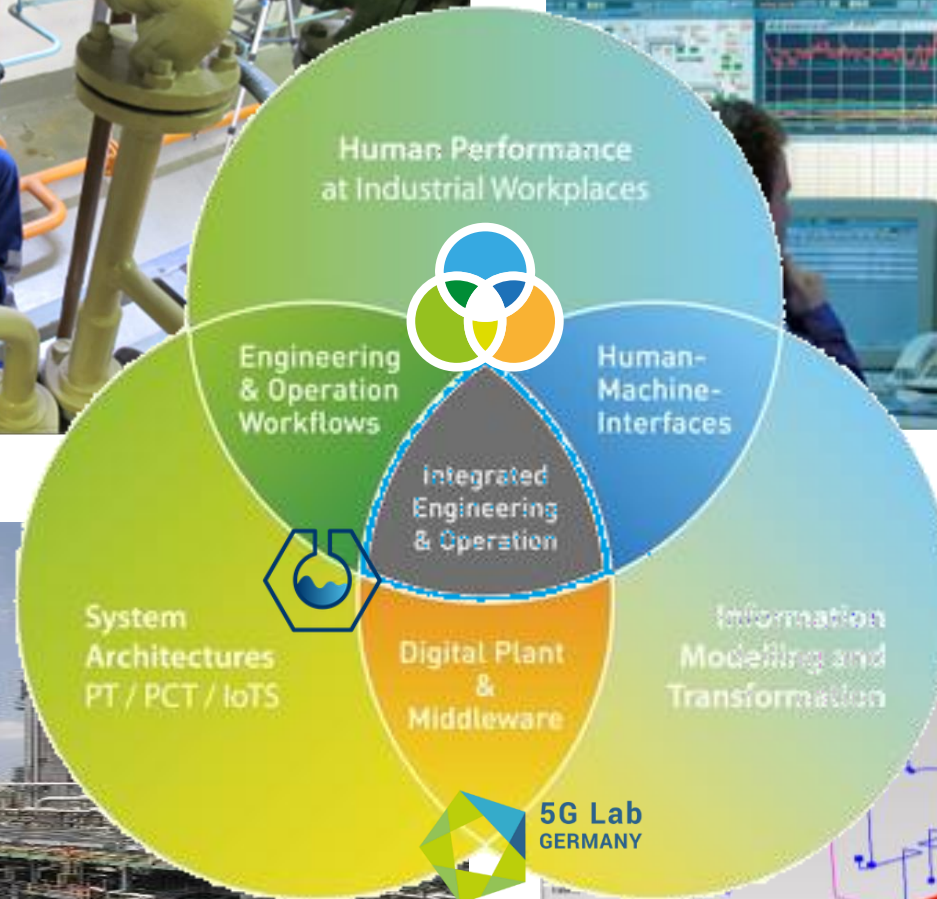 Human Performance
at Industrial Workplaces
Engineering
& Operation
Workflows
Human-
Machine-
Interfaces
Integrated
Engineering
& Operation
System
Architectures
PT / PCT / IoTS
Digital Plant
&
Middleware
Information
Modelling and
Transformation
5G Lab
GERMANY